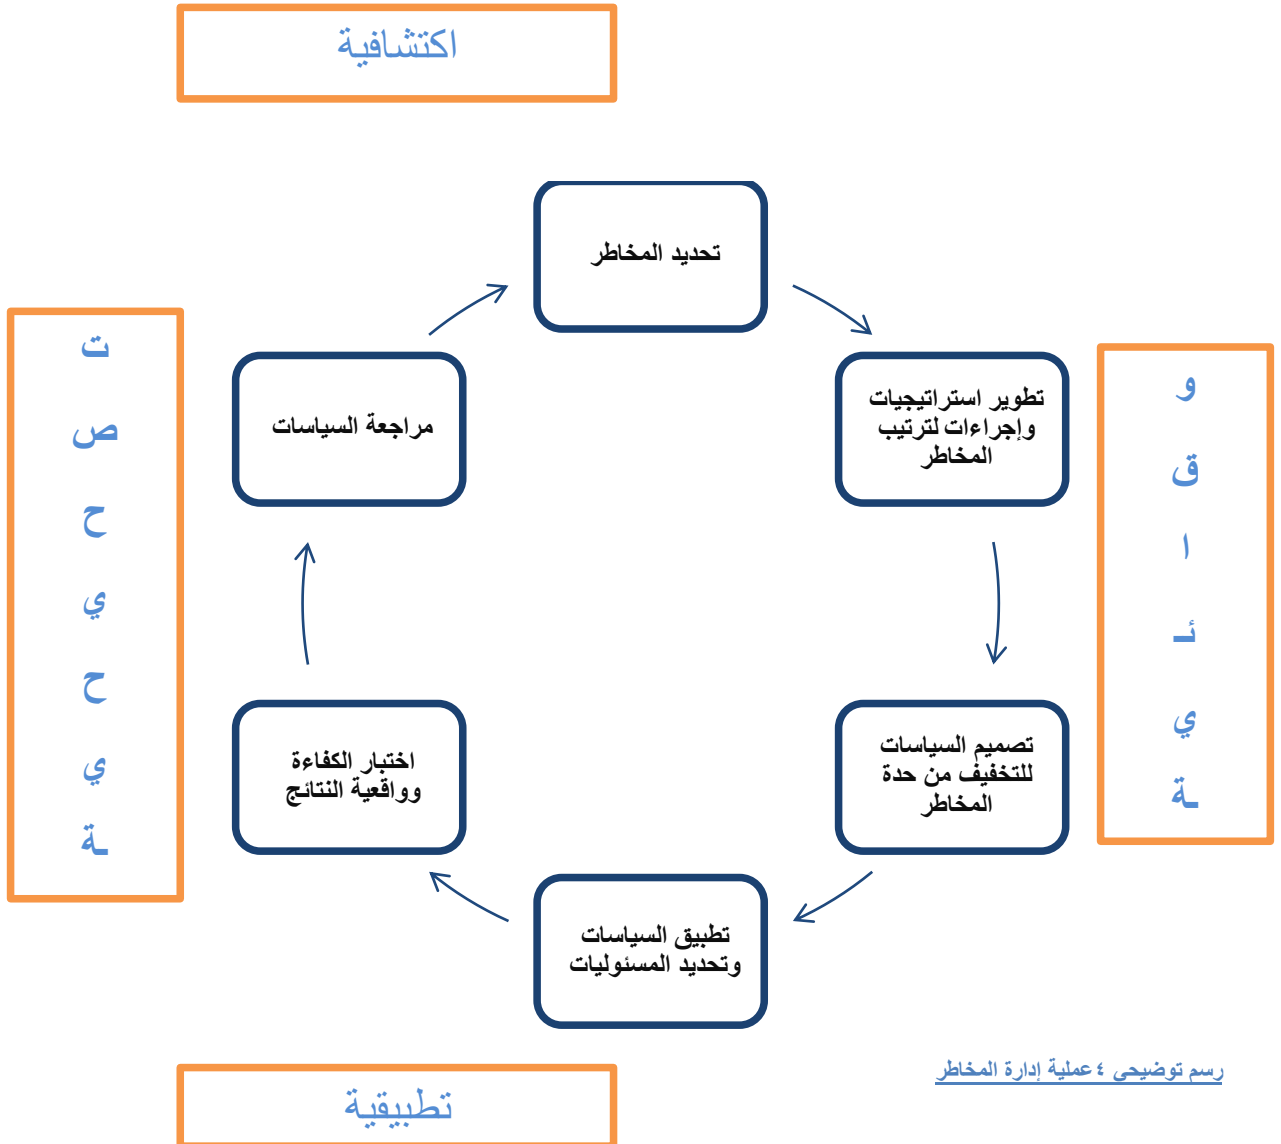 اكتشافية
تحديد المخاطر
تطوير استراتيجيات
وإجراءات لترتيب
المخاطر
و
ق
ا
ئـ
ي
ـة
تصميم السياسات
للتخفيف من حدة
المخاطر
تطبيق السياسات
وتحديد المسئوليات
اختبار الكفاءة
وواقعية النتائج
مراجعة السياسات
ت
ص
ح
ي
ح
ي
ـة
تطبيقية
رسم توضيحى ٤ عملية إدارة المخاطر